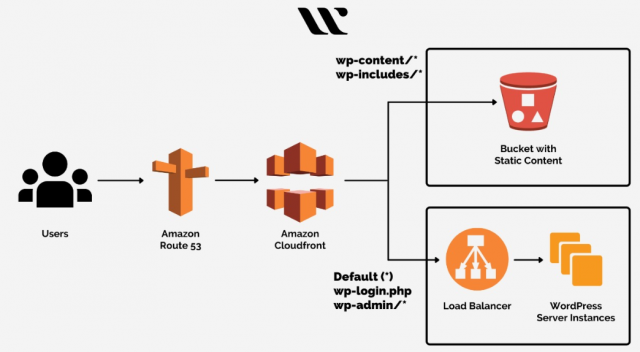 wp-content/*
wp-includes/*
Bucket with
Static Content
Users
Amazon
Route 53
Amazon
Cloudfront
Default (*)
wp-login.php
wp-admin/*
Load Balancer
WordPress
Server Instances